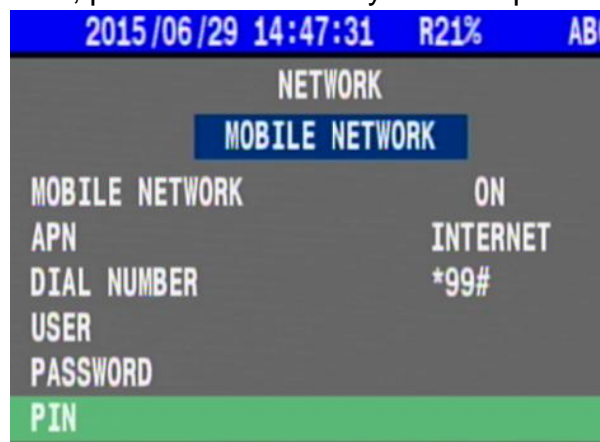 2015/06/29 14:47:31 R21%
NETWORK
MOBILE NETWORK
MOBILE NETWORK ON
APN INTERNET
DIAL NUMBER *99#
USER
PASSWORD
PIN